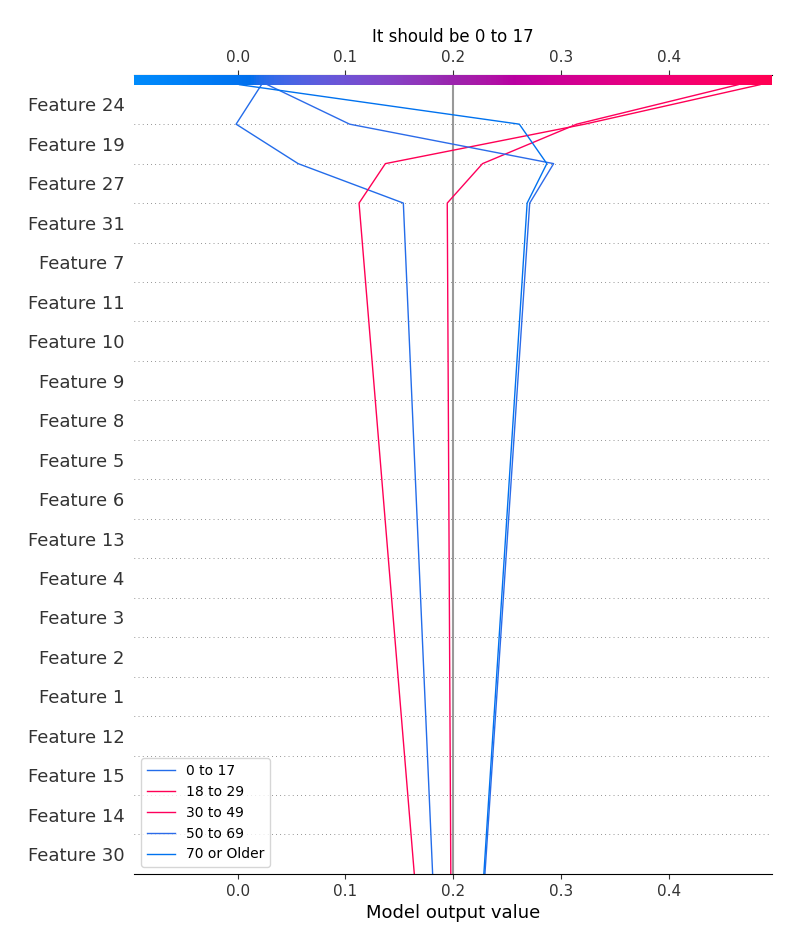 It should be 0 to 17
0.0 0.1 0.2 0.3 0.4
Feature 24
Feature 19
Feature 27
Feature 31
Feature 7
Feature 11
Feature 10
Feature 9
Feature 8
Feature 5
Feature 6
Feature 13
Feature 4
Feature 3
Feature 2
Feature 1
Feature 12
Feature 15
Feature 14
Feature 30
0 to 17
18 to 29
30 to 49
50 to 69
70 or Older
0.0 0.1 0.2 0.3 0.4
Model output value